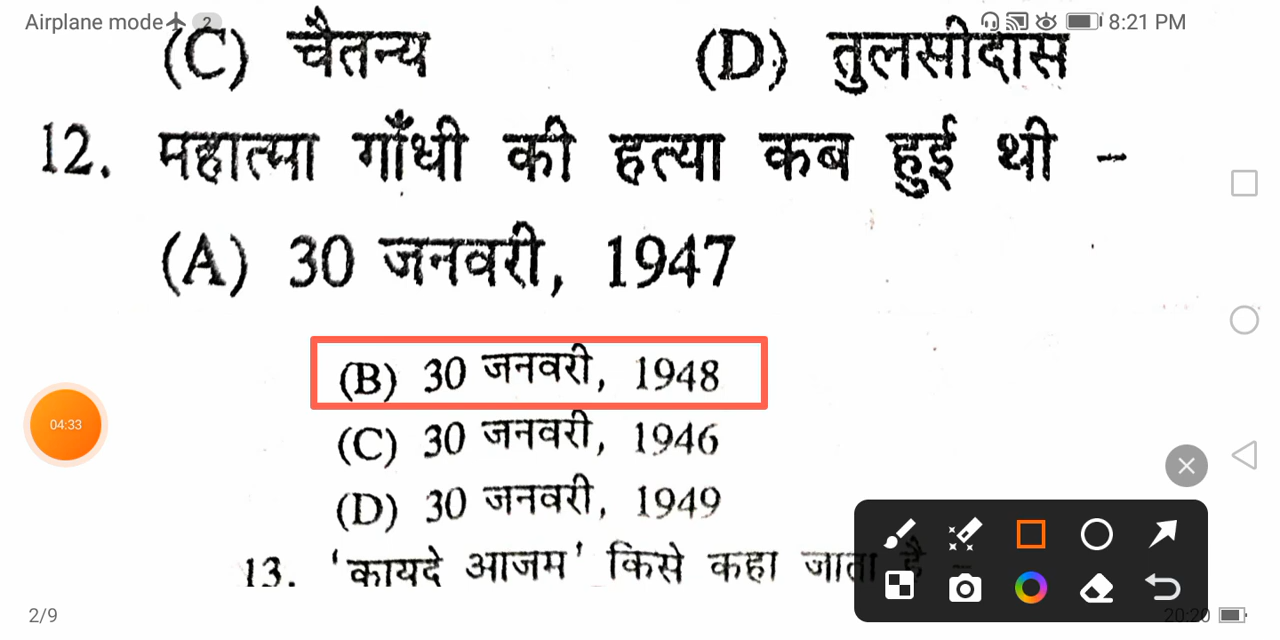 Airplane mode 2 8:21 PM
(C) चैतन्य (D) तुलसीदास
12. महात्मा गाँधी की हत्या कब हुई थी -
(A) 30 जनवरी, 1947
(B) 30 जनवरी, 1948
04:33
(C) 30 जनवरी, 1946
(D) 30 जनवरी, 1949
13. 'कायदे आजम' किसे कहा जाता है -
2/9 20:20